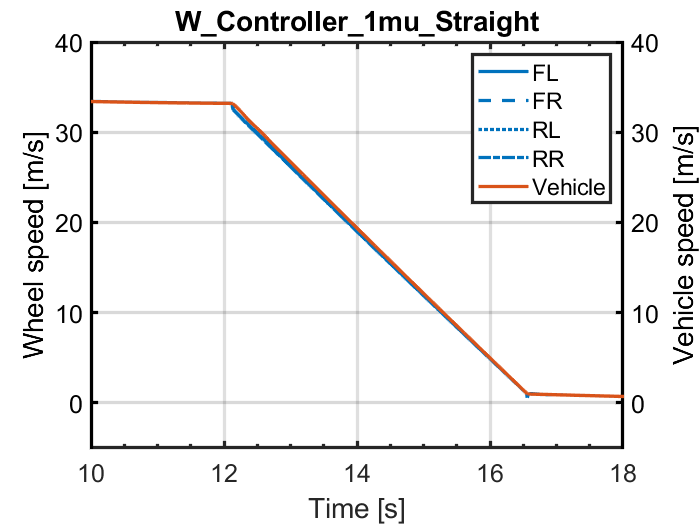 W_Controller_1mu_Straight
40
30
20
10
0
Wheel speed [m/s]
40
30
20
10
0
Vehicle speed [m/s]
FL
FR
RL
RR
Vehicle
10 12 14 16 18
Time [s]